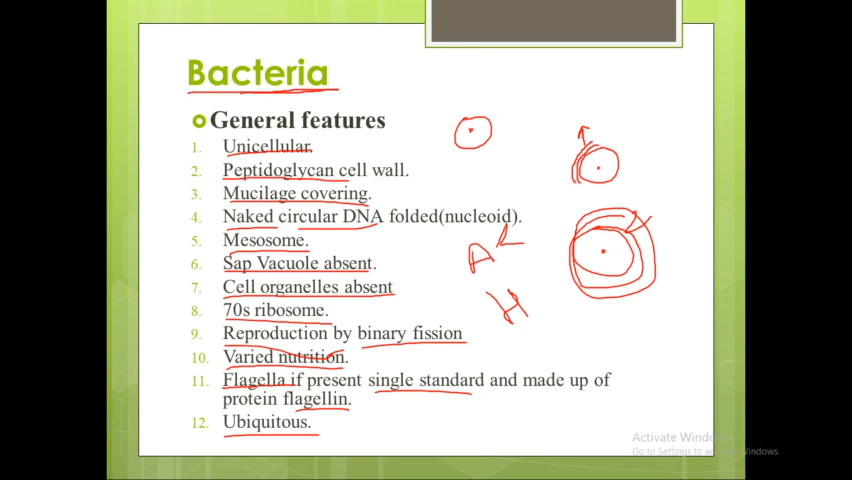 Bacteria
General features
1. Unicellular.
2. Peptidoglycan cell wall.
3. Mucilage covering.
4. Naked circular DNA folded(nucleoid).
5. Mesosome.
6. Sap Vacuole absent.
7. Cell organelles absent
8. 70s ribosome.
9. Reproduction by binary fission
10. Varied nutrition.
11. Flagella if present single standard and made up of
protein flagellin.
12. Ubiquitous.
A
H
Activate Windows
Go to Settings to activate Windows.